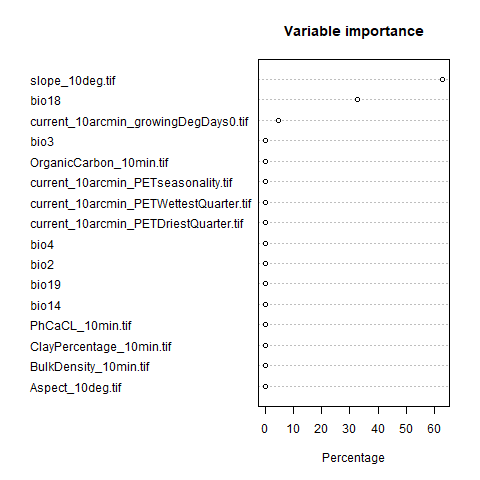 Variable importance
slope_10deg.tif
bio18
current_10arcmin_growingDegDays0.tif
bio3
OrganicCarbon_10min.tif
current_10arcmin_PETseasonality.tif
current_10arcmin_PETWettestQuarter.tif
current_10arcmin_PETDriestQuarter.tif
bio4
bio2
bio19
bio14
PhCaCL_10min.tif
ClayPercentage_10min.tif
BulkDensity_10min.tif
Aspect_10deg.tif
0 10 20 30 40 50 60
Percentage